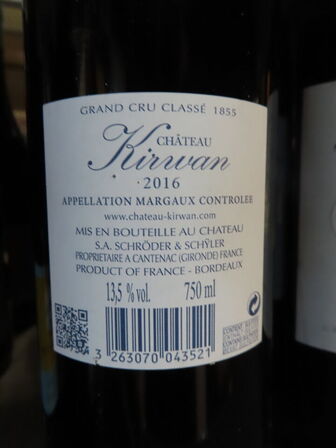 GRAND CRU CLASSÉ 1855
CHÂTEAU
Kirwan
·2016
APPELLATION MARGAUX CONTROLEE
www.chateau-kirwan.com
MIS EN BOUTEILLE AU CHATEAU
S.A. SCHRÖDER & SCHŸLER
PROPRIETAIRE A CANTENAC (GIRONDE) FRANCE
PRODUCT OF FRANCE - BORDEAUX
13,5 % vol. 750 ml
3 263070 043521